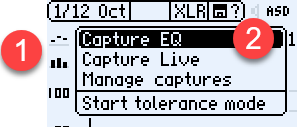 1/12 Oct XLR ?) ASD
1
2
Capture EQ
Capture Live
Manage captures
Start tolerance mode
100